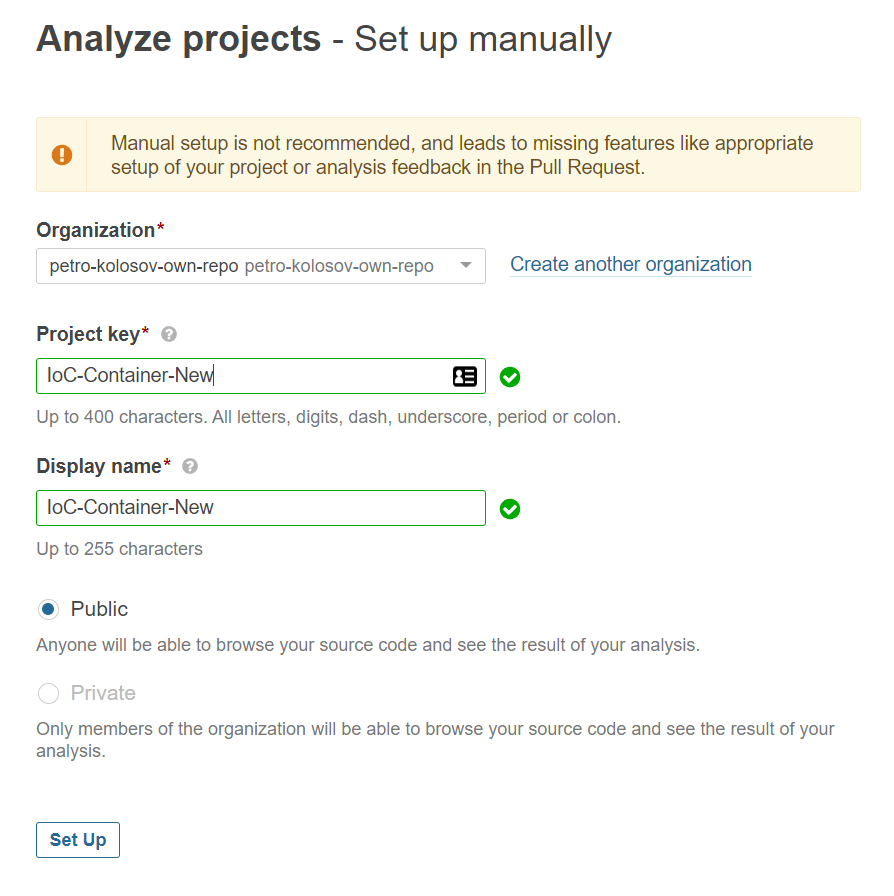 Analyze projects - Set up manually
Manual setup is not recommended, and leads to missing features like appropriate
setup of your project or analysis feedback in the Pull Request.
Organization*
petro-kolosov-own-repo petro-kolosov-own-repo
Create another organization
Project key*
IoC-Container-New
Up to 400 characters. All letters, digits, dash, underscore, period or colon.
Display name*
IoC-Container-New
Up to 255 characters
Public
Anyone will be able to browse your source code and see the result of your analysis.
Private
Only members of the organization will be able to browse your source code and see the result of your
analysis.
Set Up